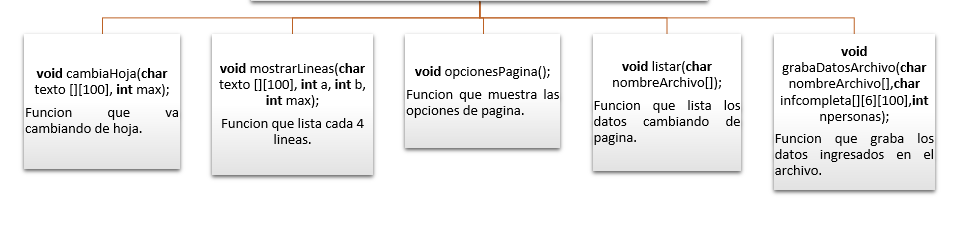 void cambiaHoja(char
texto [][100], int max);
Funcion que va
cambiando de hoja.
void mostrarLineas(char
texto [][100], int a, int b,
int max);
Funcion que lista cada 4
lineas.
void opcionesPagina();
Funcion que muestra las
opciones de pagina.
void listar(char
nombreArchivo[]);
Funcion que lista los
datos cambiando de
pagina.
void
grabaDatosArchivo(char
nombreArchivo[],char
infcompleta[][6][100],int
npersonas);
Funcion que graba los
datos ingresados en el
archivo.